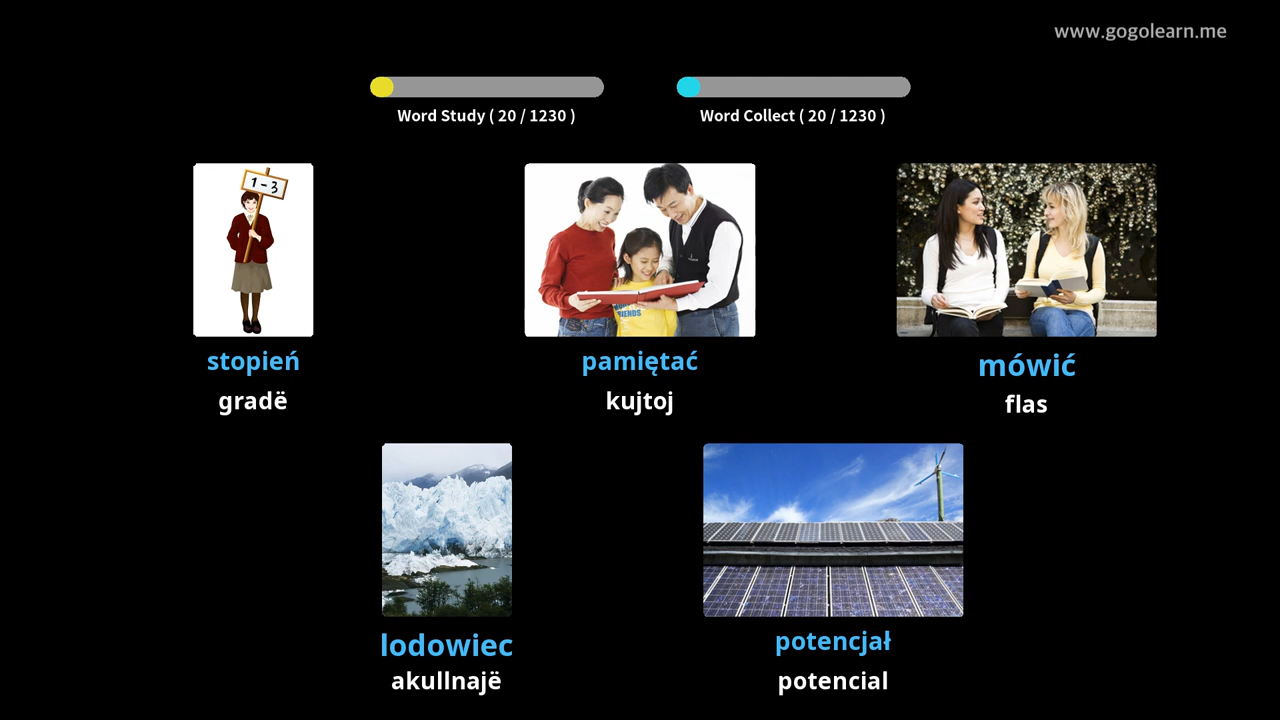 www.gogolearn.me
Word Study ( 20 / 1230 )
Word Collect ( 20 / 1230 )
1 - 3
stopień
pamiętać
mówić
gradë
kujtoj
flas
FRIENDS
lodowiec
potencjał
akullnajë
potencial